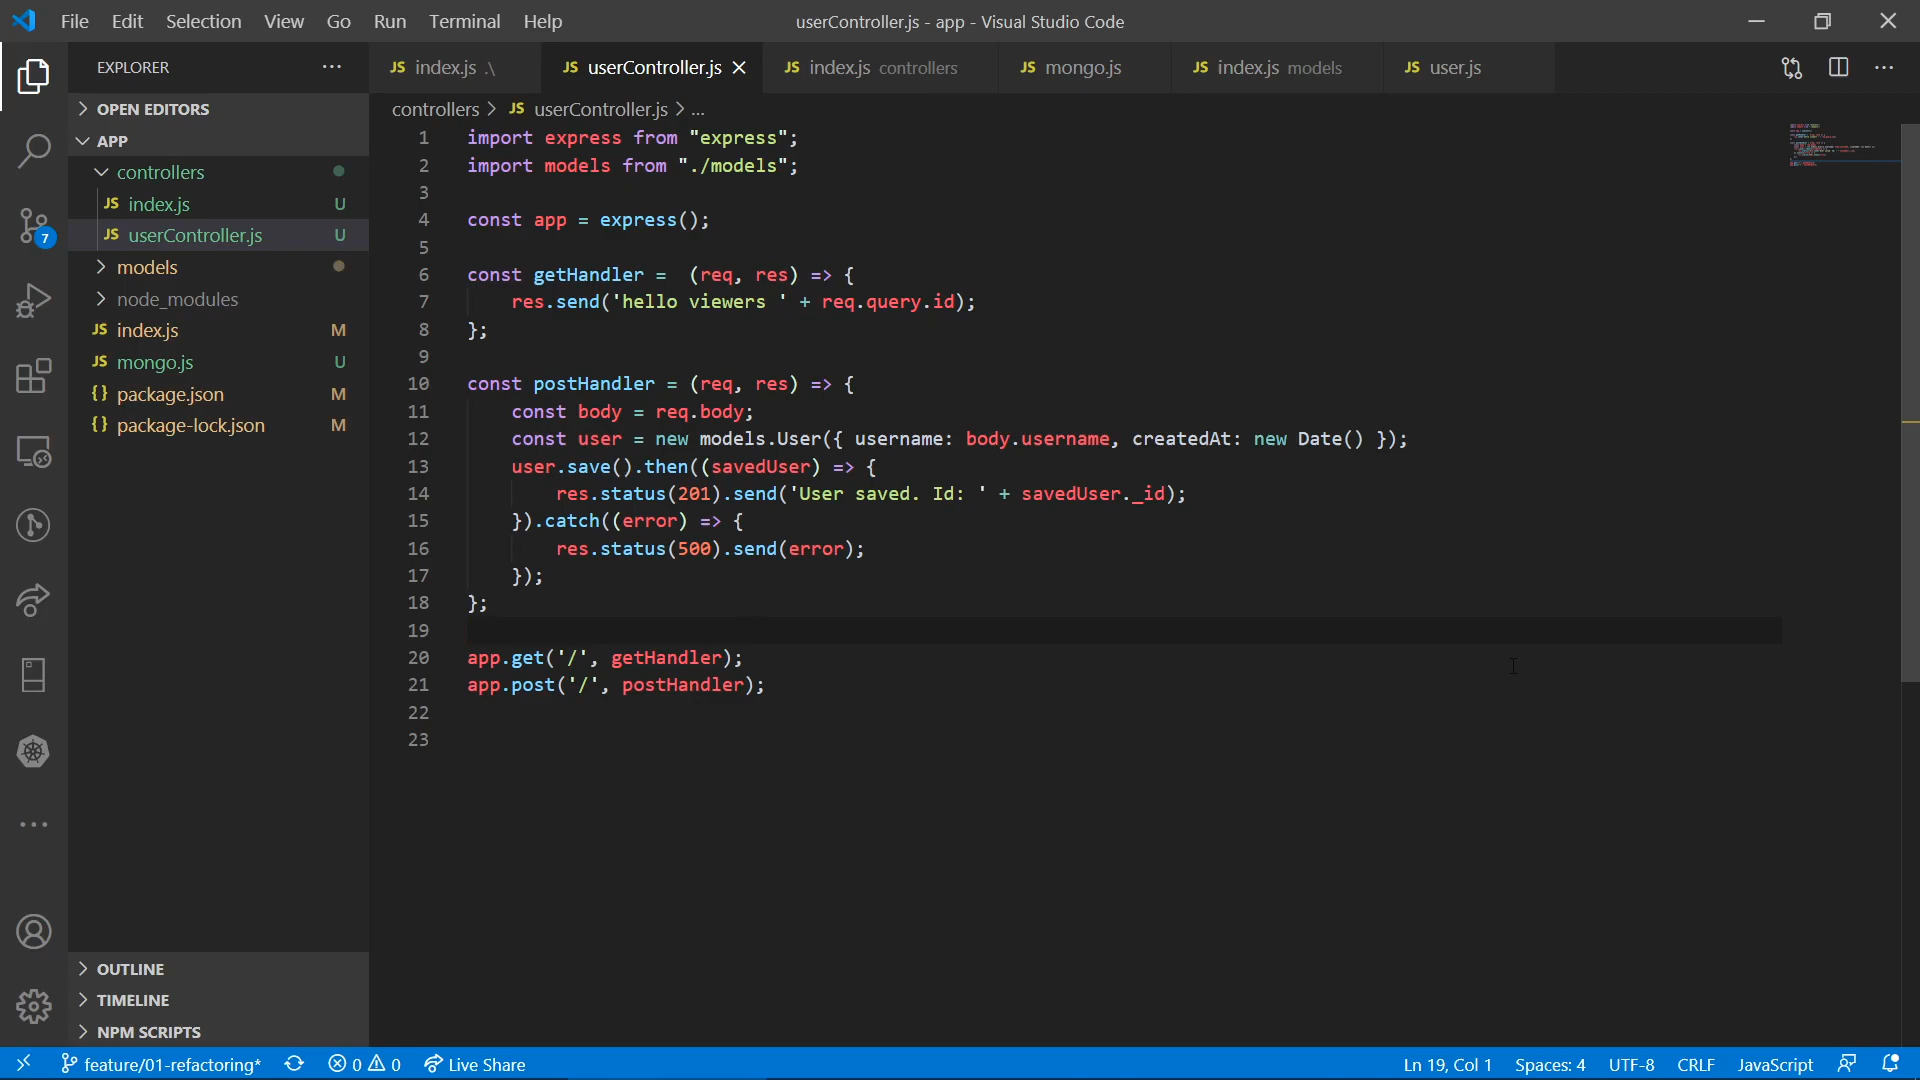 File Edit Selection View Go Run Terminal Help
userController.js - app - Visual Studio Code
EXPLORER
OPEN EDITORS
APP
controllers
JS index.js U
JS userController.js U
models
node_modules
JS index.js M
JS mongo.js U
{} package.json M
{} package-lock.json M
7
OUTLINE
TIMELINE
NPM SCRIPTS
JS index.js .\ JS userController.js JS index.js controllers JS mongo.js JS index.js models JS user.js
controllers > JS userController.js > ...
1 import express from "express";
2 import models from "./models";
3
4 const app = express();
5
6 const getHandler =  (req, res) => {
7     res.send('hello viewers ' + req.query.id);
8 };
9
10 const postHandler = (req, res) => {
11     const body = req.body;
12     const user = new models.User({ username: body.username, createdAt: new Date() });
13     user.save().then((savedUser) => {
14         res.status(201).send('User saved. Id: ' + savedUser._id);
15     }).catch((error) => {
16         res.status(500).send(error);
17     });
18 };
19
20 app.get('/', getHandler);
21 app.post('/', postHandler);
22
23
feature/01-refactoring* 0 0 Live Share
Ln 19, Col 1 Spaces: 4 UTF-8 CRLF JavaScript